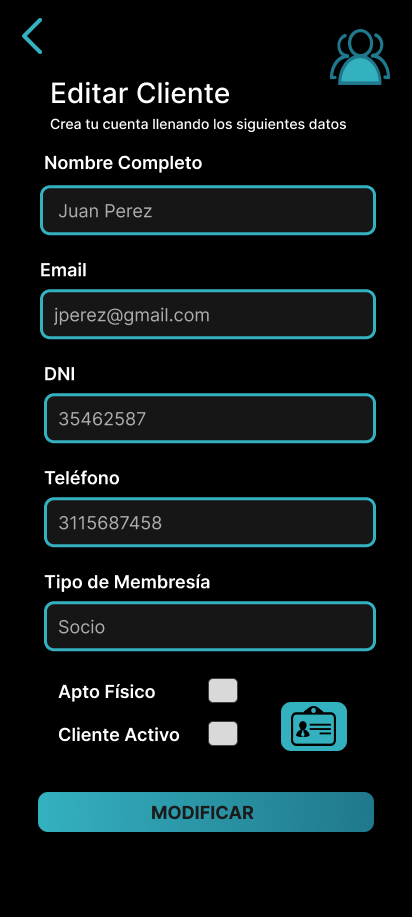 Editar Cliente
Crea tu cuenta llenando los siguientes datos
Nombre Completo
Juan Perez
Email
jperez@gmail.com
DNI
35462587
Teléfono
3115687458
Tipo de Membresía
Socio
Apto Físico
Cliente Activo
MODIFICAR